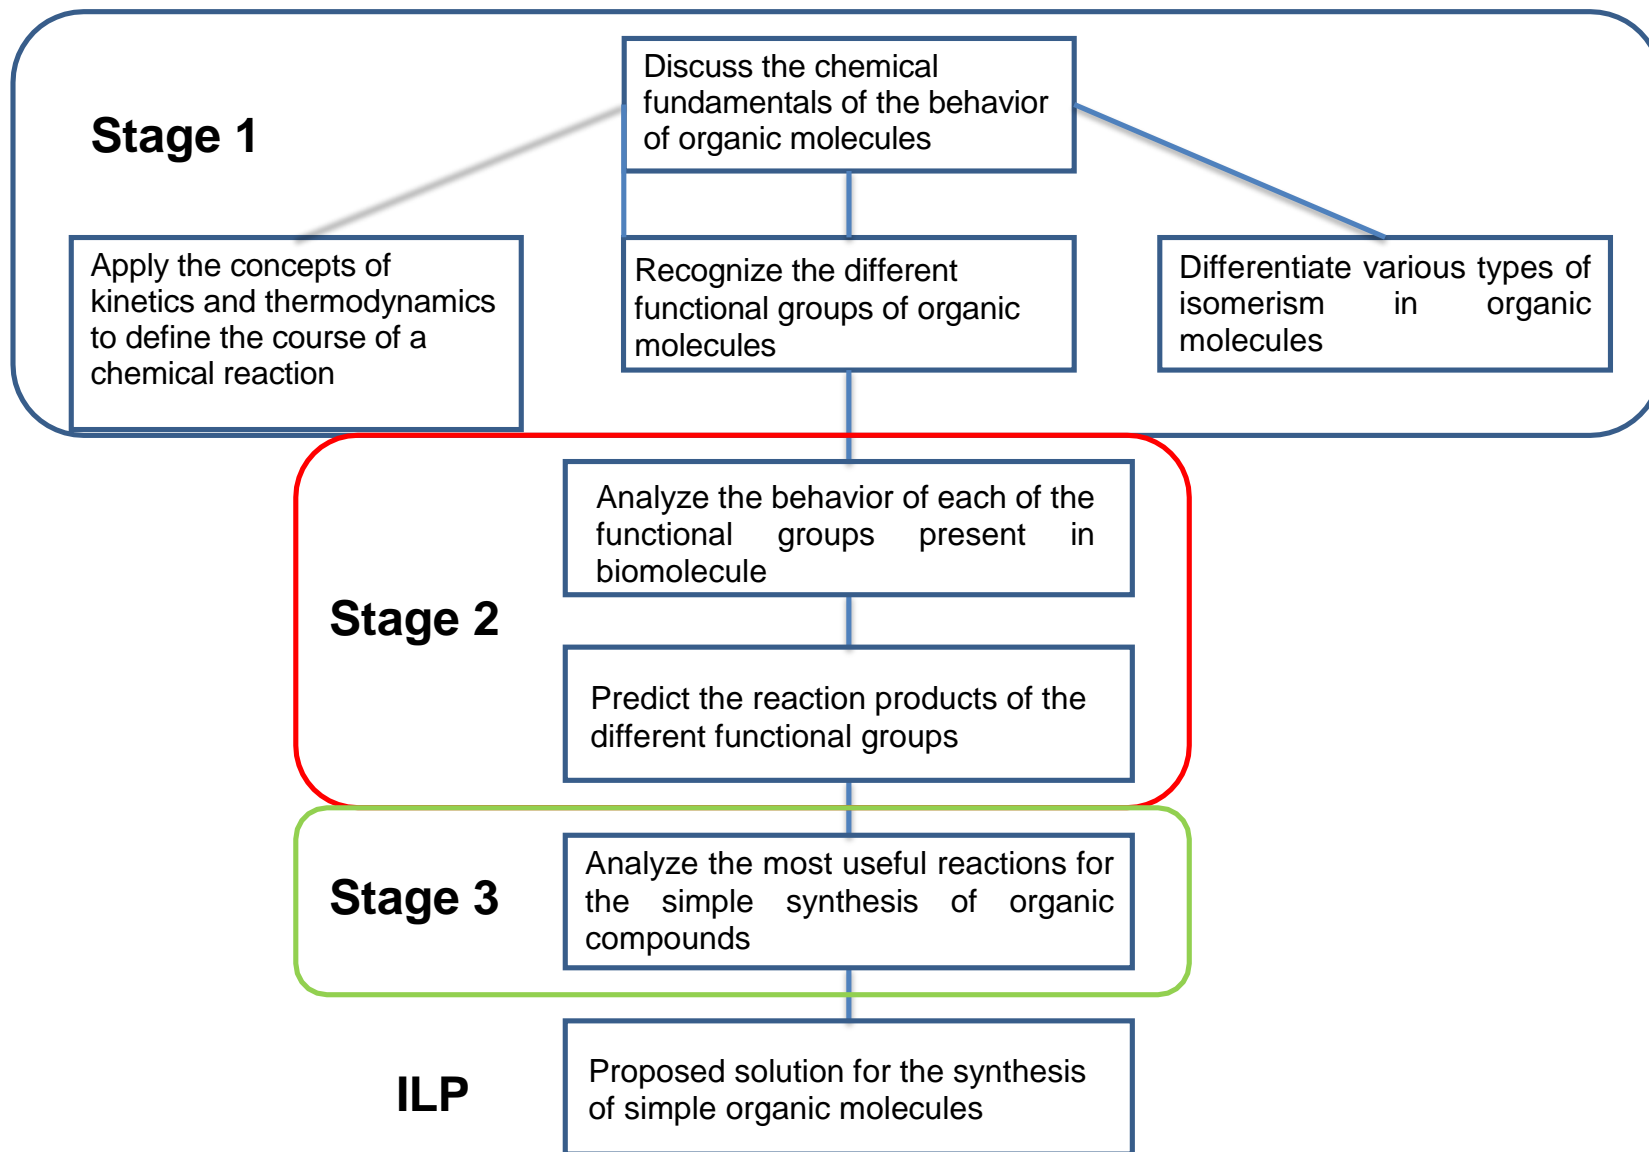 Stage 1
Discuss the chemical
fundamentals of the behavior
of organic molecules
Apply the concepts of
kinetics and thermodynamics
to define the course of a
chemical reaction
Recognize the different
functional groups of organic
molecules
Differentiate various types of
isomerism in organic
molecules
Stage 2
Analyze the behavior of each of the
functional groups present in
biomolecule
Predict the reaction products of the
different functional groups
Stage 3
Analyze the most useful reactions for
the simple synthesis of organic
compounds
ILP
Proposed solution for the synthesis
of simple organic molecules